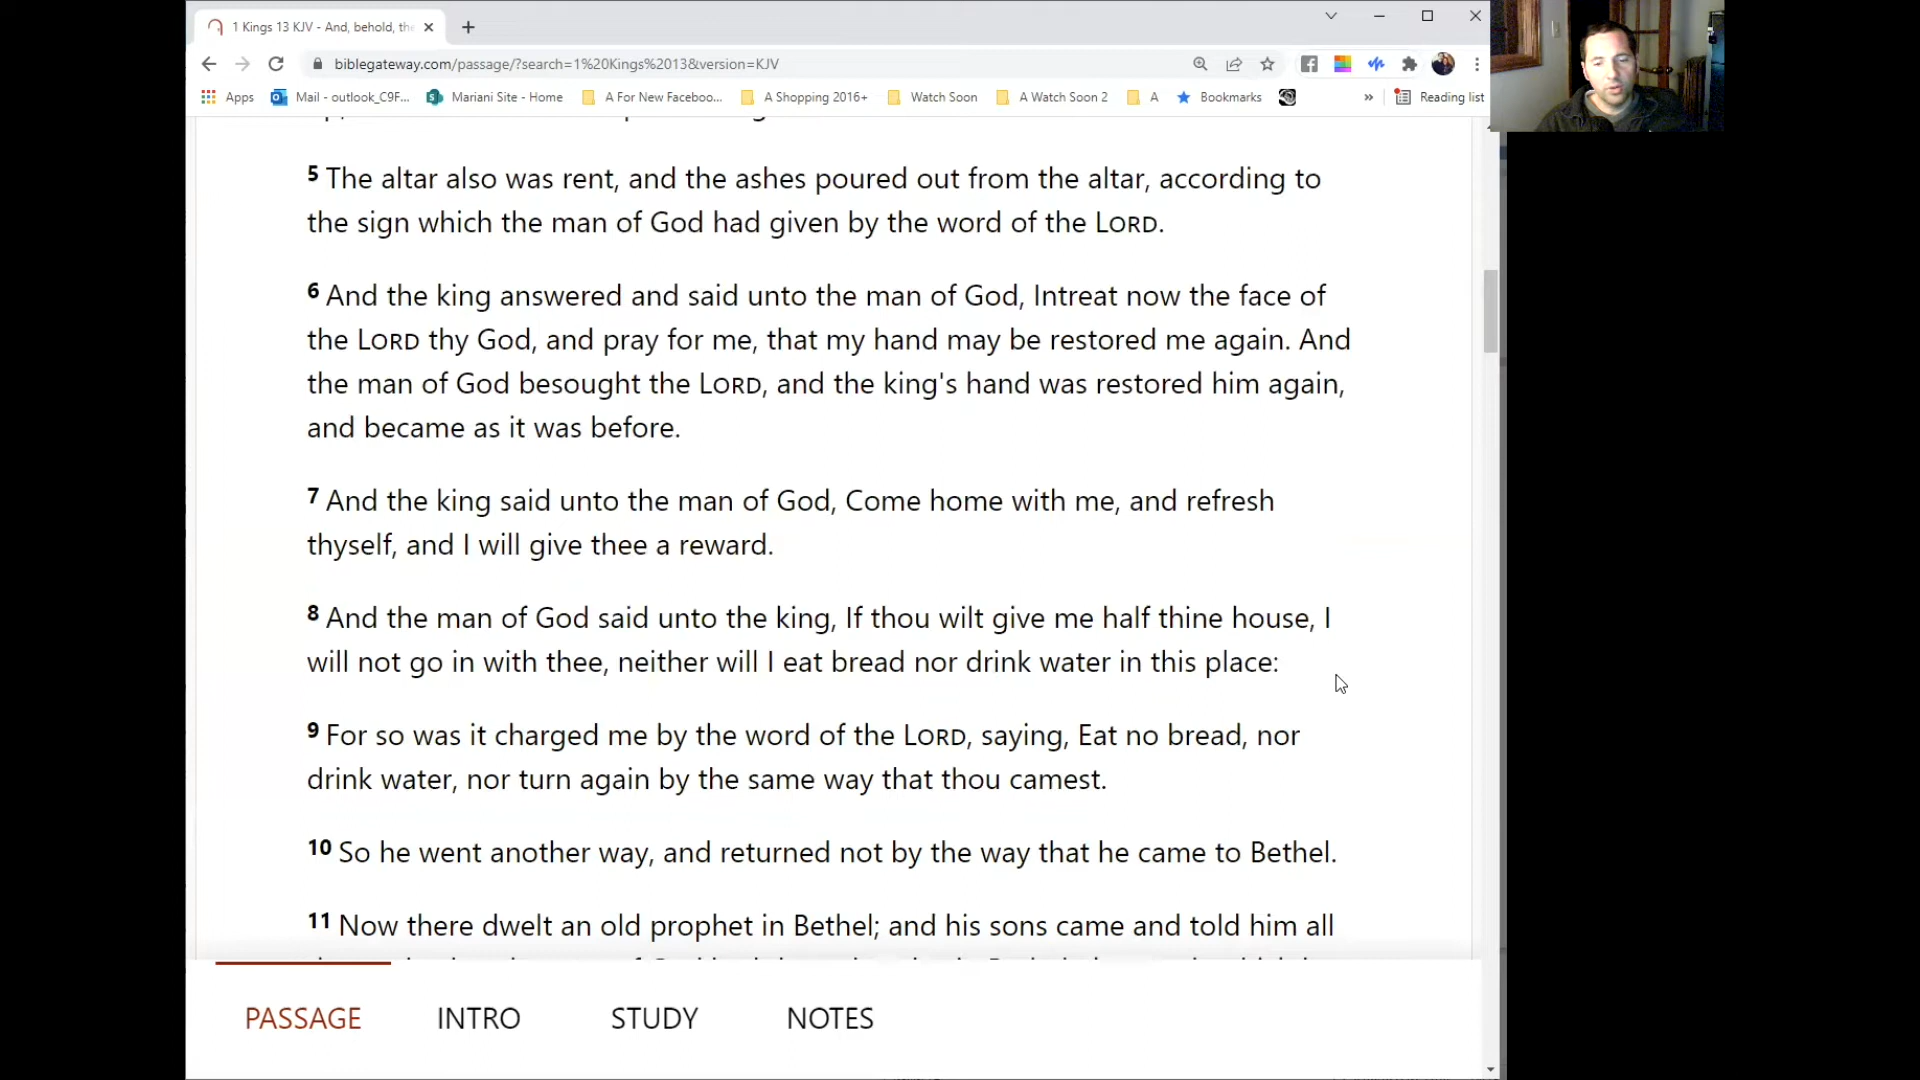 1 Kings 13 KJV - And, behold, the
biblegateway.com/passage/?search=1%20Kings%2013&version=KJV
Apps Mail - outlook_C9F... Mariani Site - Home A For New Faceboo... A Shopping 2016+ Watch Soon A Watch Soon 2 A Bookmarks » Reading list
5 The altar also was rent, and the ashes poured out from the altar, according to
the sign which the man of God had given by the word of the LORD.
6 And the king answered and said unto the man of God, Intreat now the face of
the LORD thy God, and pray for me, that my hand may be restored me again. And
the man of God besought the LORD, and the king's hand was restored him again,
and became as it was before.
7 And the king said unto the man of God, Come home with me, and refresh
thyself, and I will give thee a reward.
8 And the man of God said unto the king, If thou wilt give me half thine house, I
will not go in with thee, neither will I eat bread nor drink water in this place:
9 For so was it charged me by the word of the LORD, saying, Eat no bread, nor
drink water, nor turn again by the same way that thou camest.
10 So he went another way, and returned not by the way that he came to Bethel.
11 Now there dwelt an old prophet in Bethel; and his sons came and told him all
PASSAGE INTRO STUDY NOTES